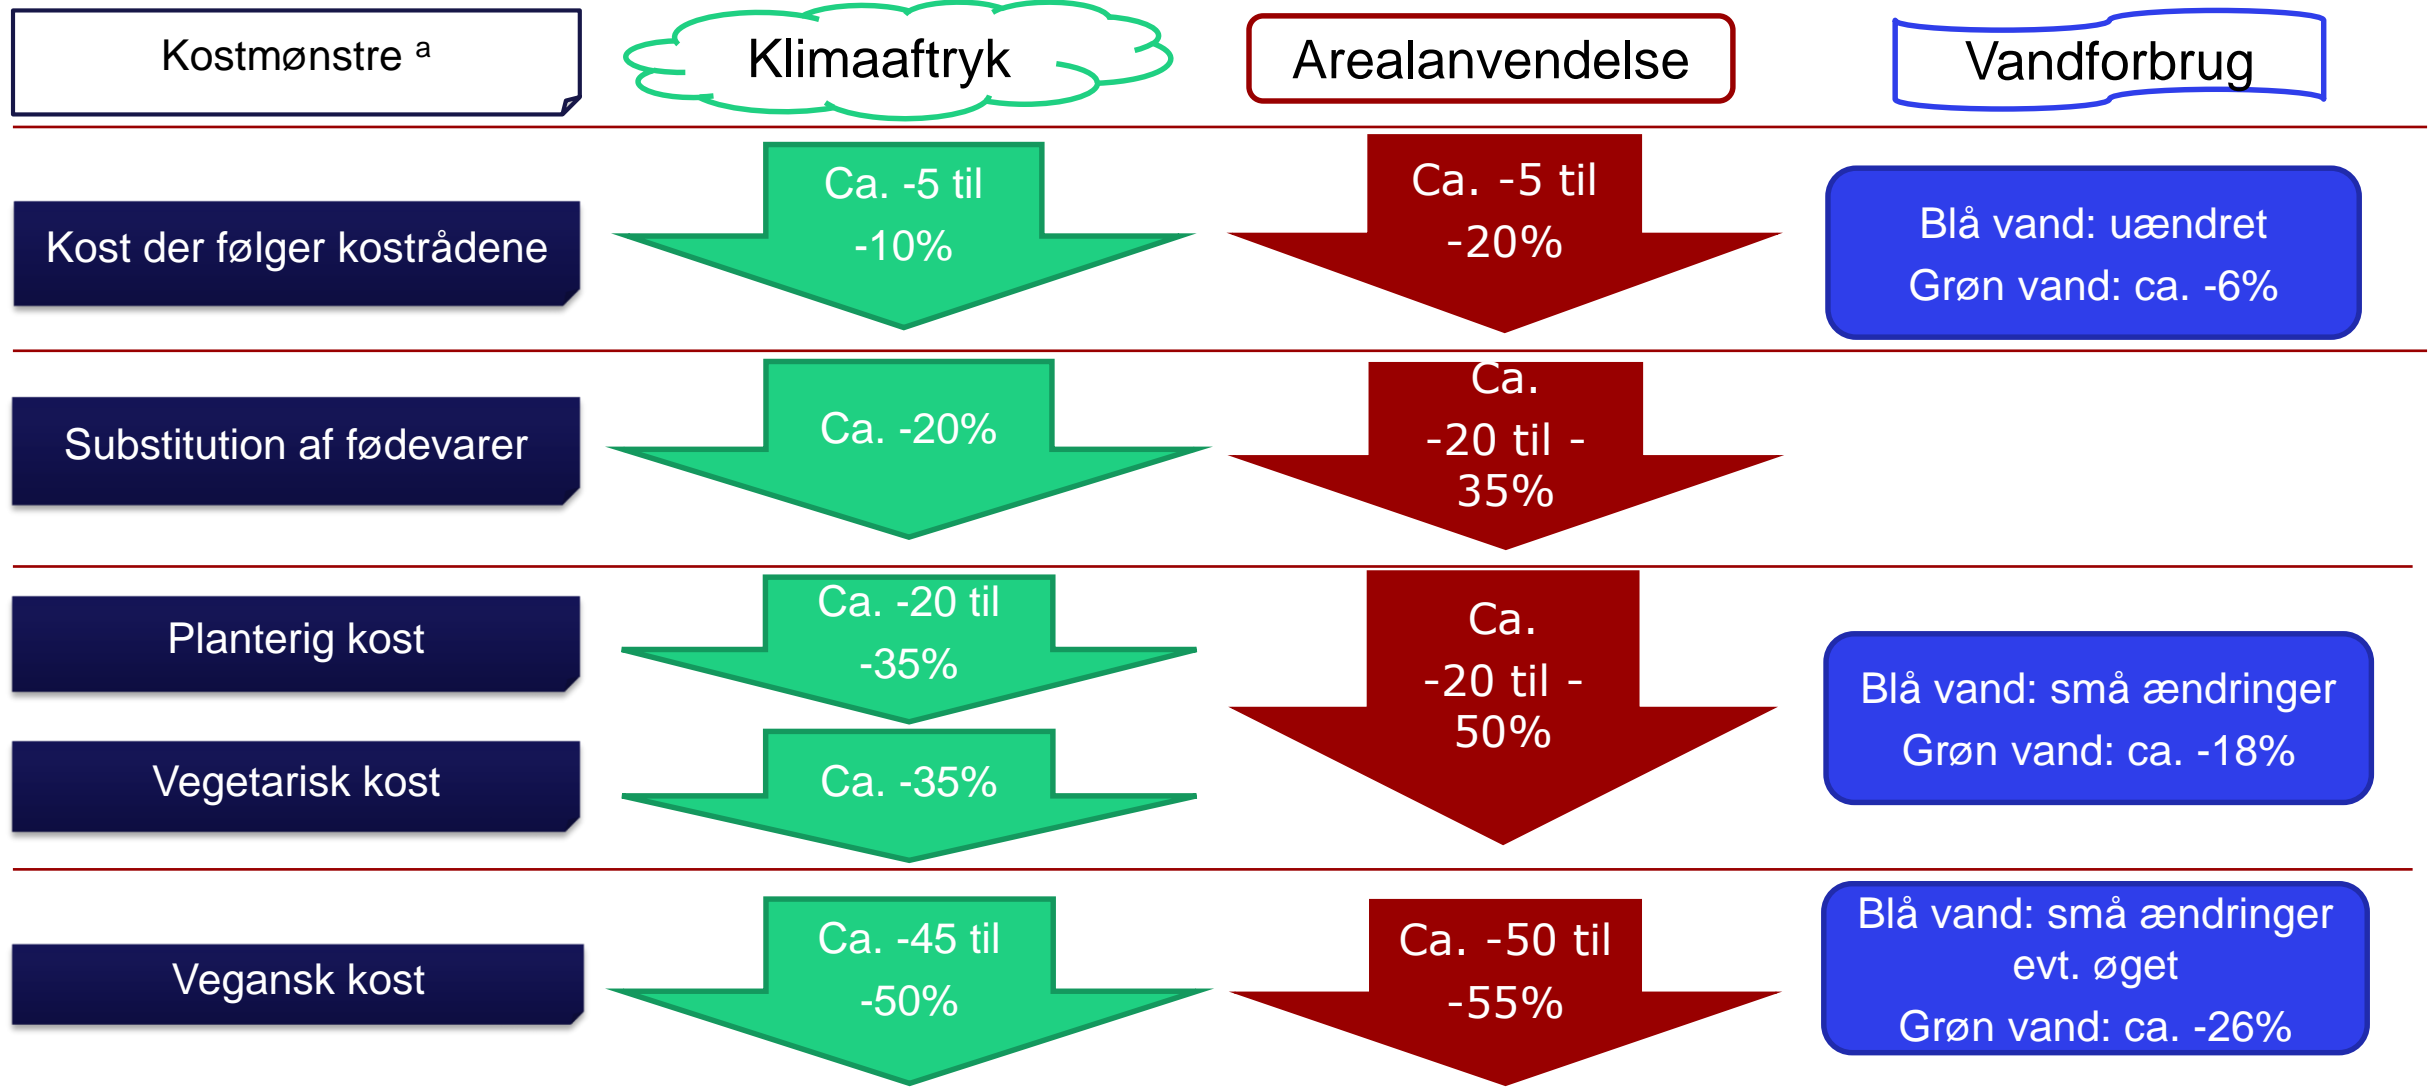 Kostmønstre ª
Klimaaftryk
Arealanvendelse
Vandforbrug
Kost der følger kostrådene
Ca. -5 til
-10%
Ca. -5 til
-20%
Blå vand: uændret
Grøn vand: ca. -6%
Substitution af fødevarer
Ca. -20%
Ca.
-20 til -
35%
Planterig kost
Ca. -20 til
-35%
Ca.
-20 til -
50%
Blå vand: små ændringer
Grøn vand: ca. -18%
Vegetarisk kost
Ca. -35%
Vegansk kost
Ca. -45 til
-50%
Ca. -50 til
-55%
Blå vand: små ændringer
evt. øget
Grøn vand: ca. -26%